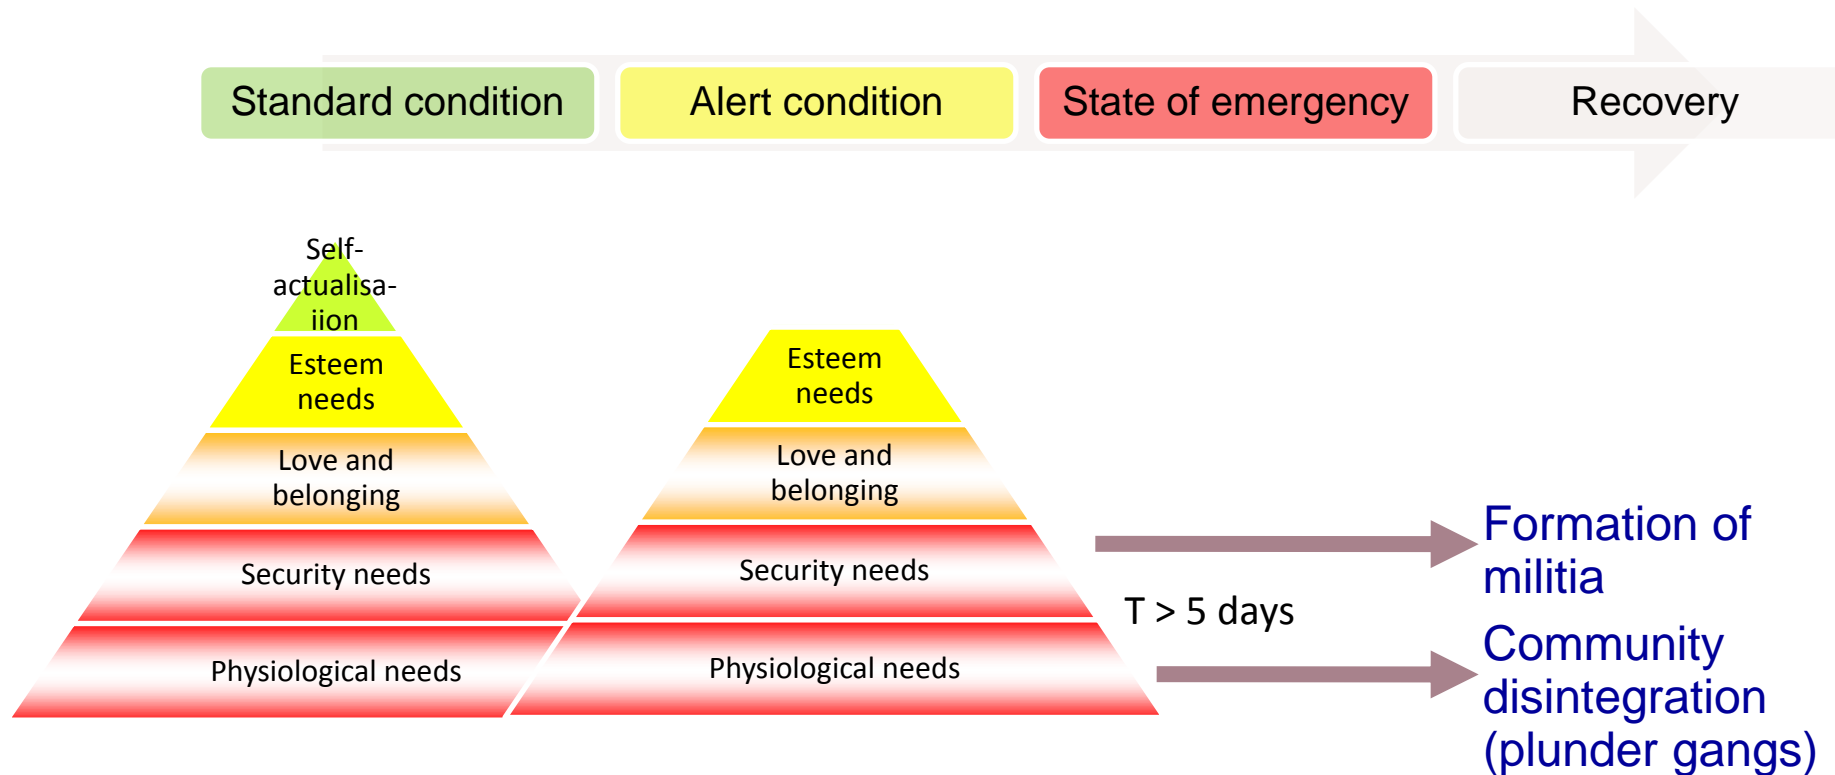 Standard condition
Alert condition
State of emergency
Recovery
Self-
actualisa-
iion
Esteem
needs
Love and
belonging
Security needs
Physiological needs
Esteem
needs
Love and
belonging
Security needs
Physiological needs
T > 5 days
Formation of
militia
Community
disintegration
(plunder gangs)